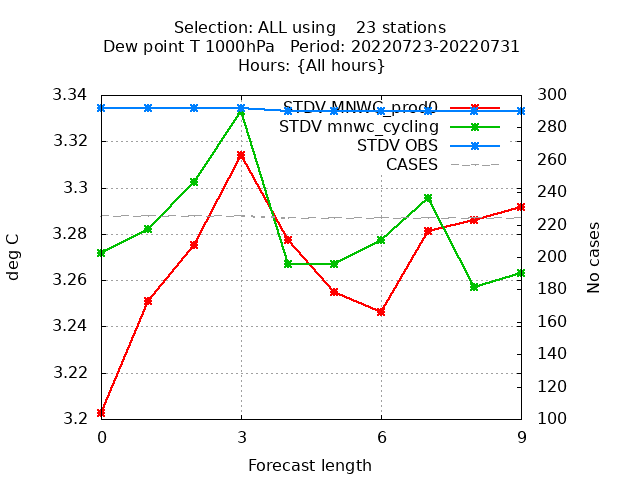 Selection: ALL using    23 stations
Dew point T 1000hPa   Period: 20220723-20220731
Hours: {All hours}
3.34
3.32
3.3
3.28
3.26
3.24
3.22
3.2
deg C
STDV MNWC_prod0
STDV mnwc_cycling
STDV OBS
CASES
300
280
260
240
220
200
180
160
140
120
100
No cases
0
3
6
9
Forecast length